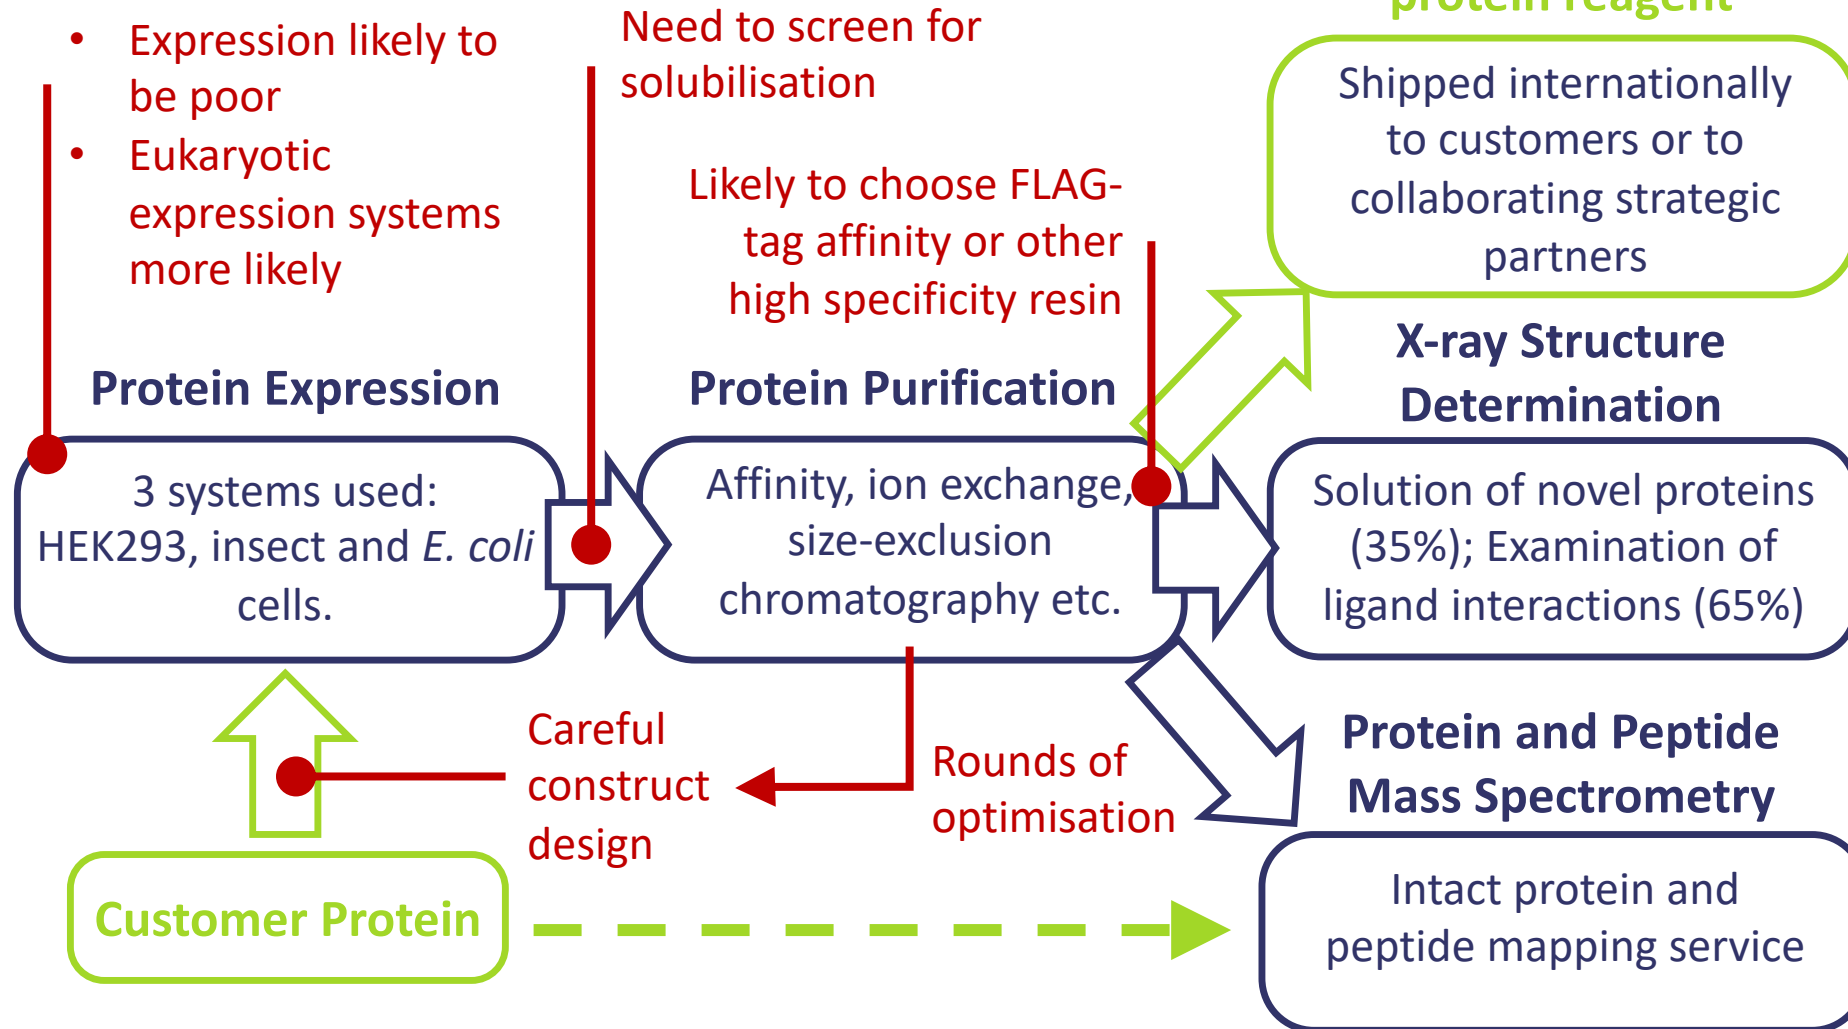 protein reagent
• Expression likely to
be poor
• Eukaryotic
expression systems
more likely
Need to screen for
solubilisation
Likely to choose FLAG-
tag affinity or other
high specificity resin
Shipped internationally
to customers or to
collaborating strategic
partners
Protein Expression
3 systems used:
HEK293, insect and E. coli
cells.
Protein Purification
Affinity, ion exchange,
size-exclusion
chromatography etc.
X-ray Structure
Determination
Solution of novel proteins
(35%); Examination of
ligand interactions (65%)
Careful
construct
design
Rounds of
optimisation
Protein and Peptide
Mass Spectrometry
Intact protein and
peptide mapping service
Customer Protein